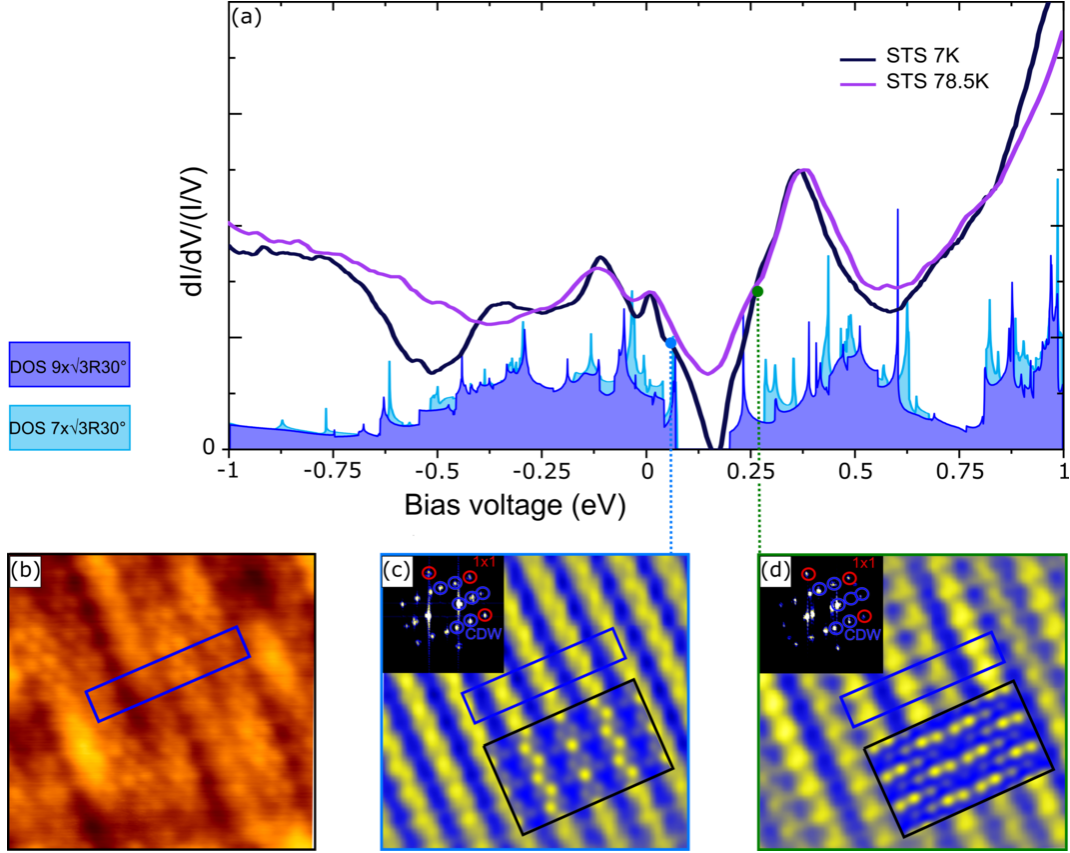 (a)
STS 7K
STS 78.5K
dI/dV/(I/V)
DOS 9x√3R30°
DOS 7x√3R30°
0
-1 -0.75 -0.5 -0.25 0 0.25 0.5 0.75 1
Bias voltage (eV)
(b)
(c)
1x1
CDW
(d)
1x1
CDW